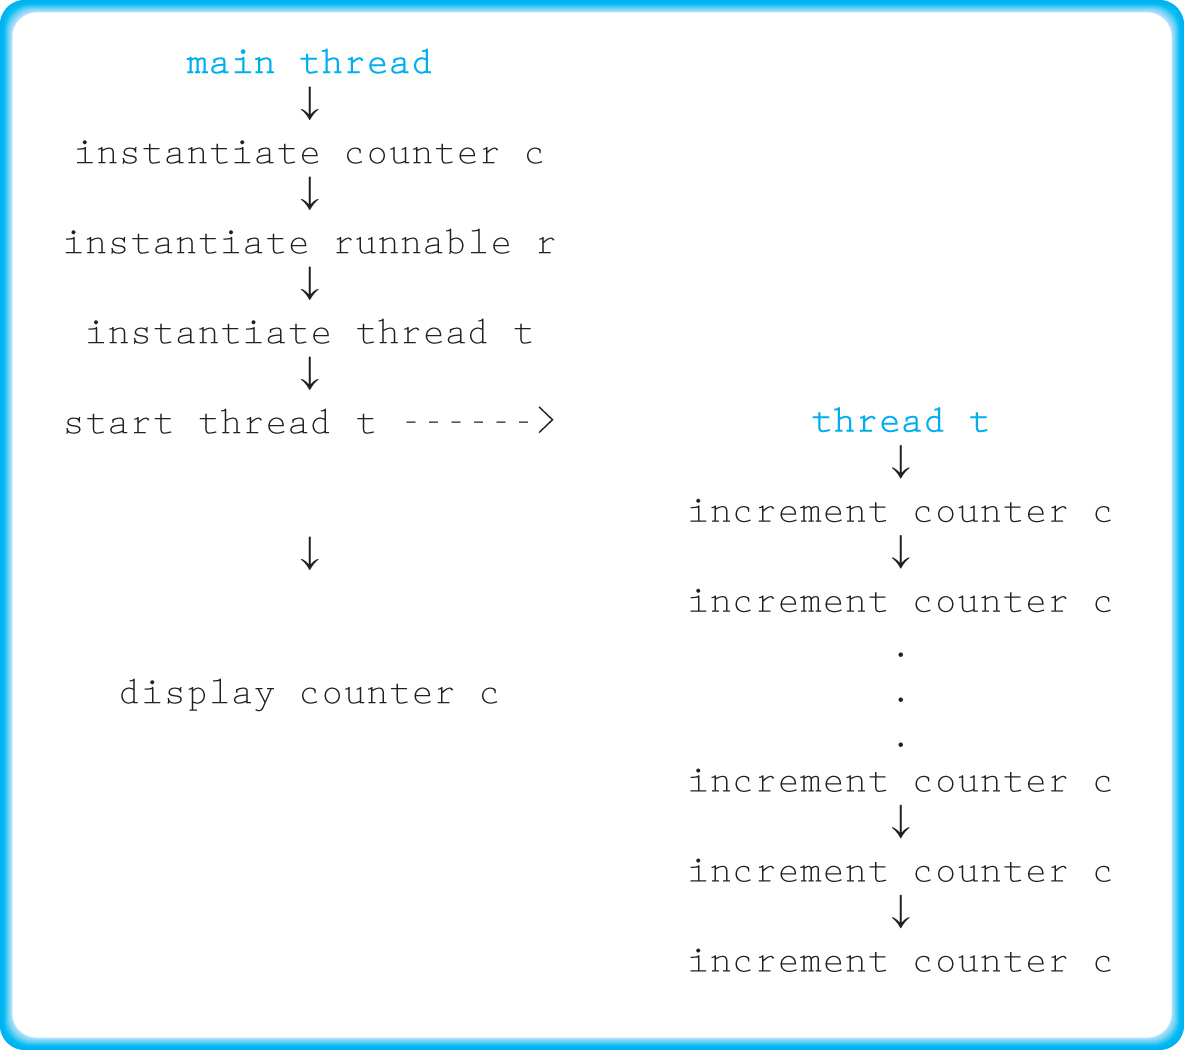 main thread
instantiate counter c
instantiate runnable r
instantiate thread t
start thread t ------>
display counter c
thread t
increment counter c
increment counter c
.
.
.
increment counter c
increment counter c
increment counter c